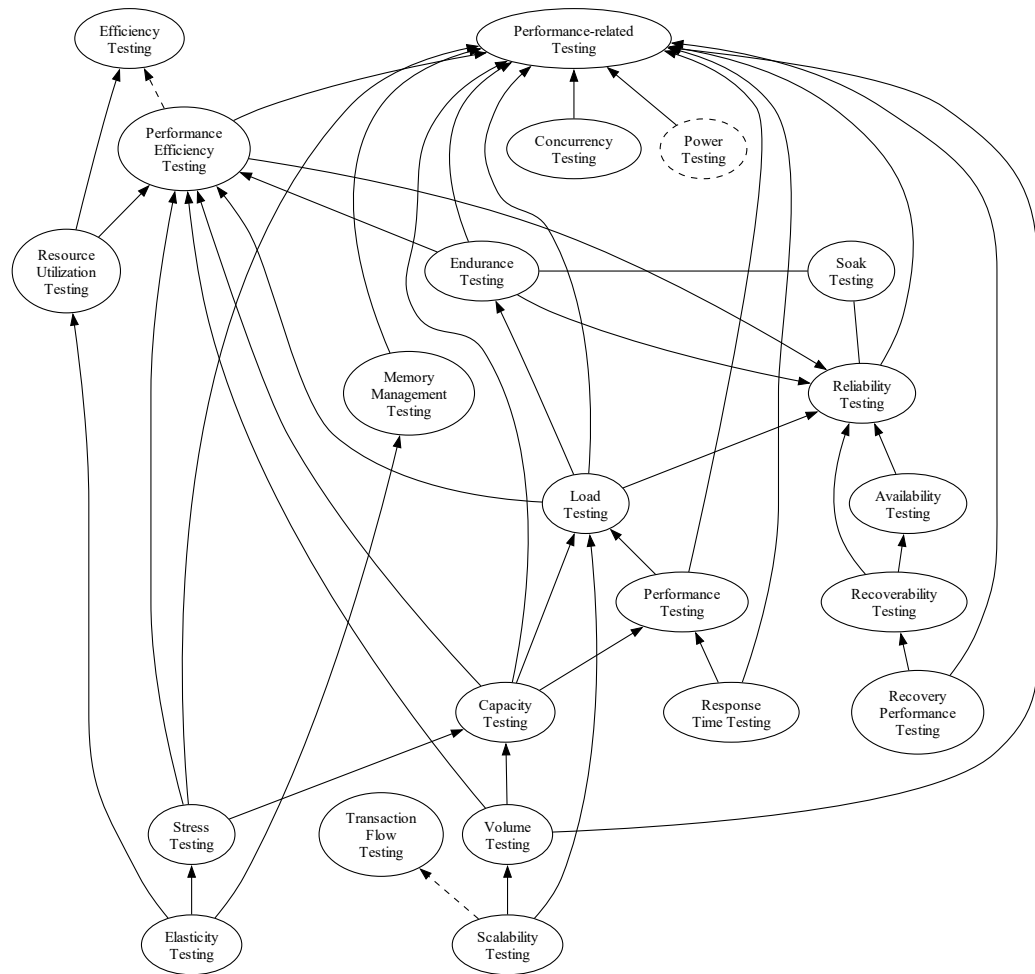 Efficiency
Testing
Performance-related
Testing
Performance
Efficiency
Testing
Concurrency
Testing
Power
Testing
Resource
Utilization
Testing
Endurance
Testing
Soak
Testing
Memory
Management
Testing
Reliability
Testing
Load
Testing
Availability
Testing
Performance
Testing
Recoverability
Testing
Capacity
Testing
Response
Time Testing
Recovery
Performance
Testing
Stress
Testing
Transaction
Flow
Testing
Volume
Testing
Elasticity
Testing
Scalability
Testing